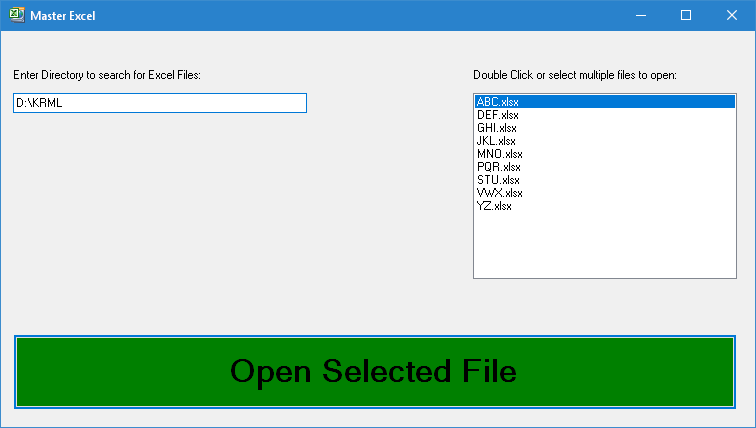 Master Excel
Enter Directory to search for Excel Files:
D:\KRML
Double Click or select multiple files to open:
ABC.xlsx
DEF.xlsx
GHI.xlsx
JKL.xlsx
MNO.xlsx
PQR.xlsx
STU.xlsx
VWX.xlsx
YZ.xlsx
Open Selected File